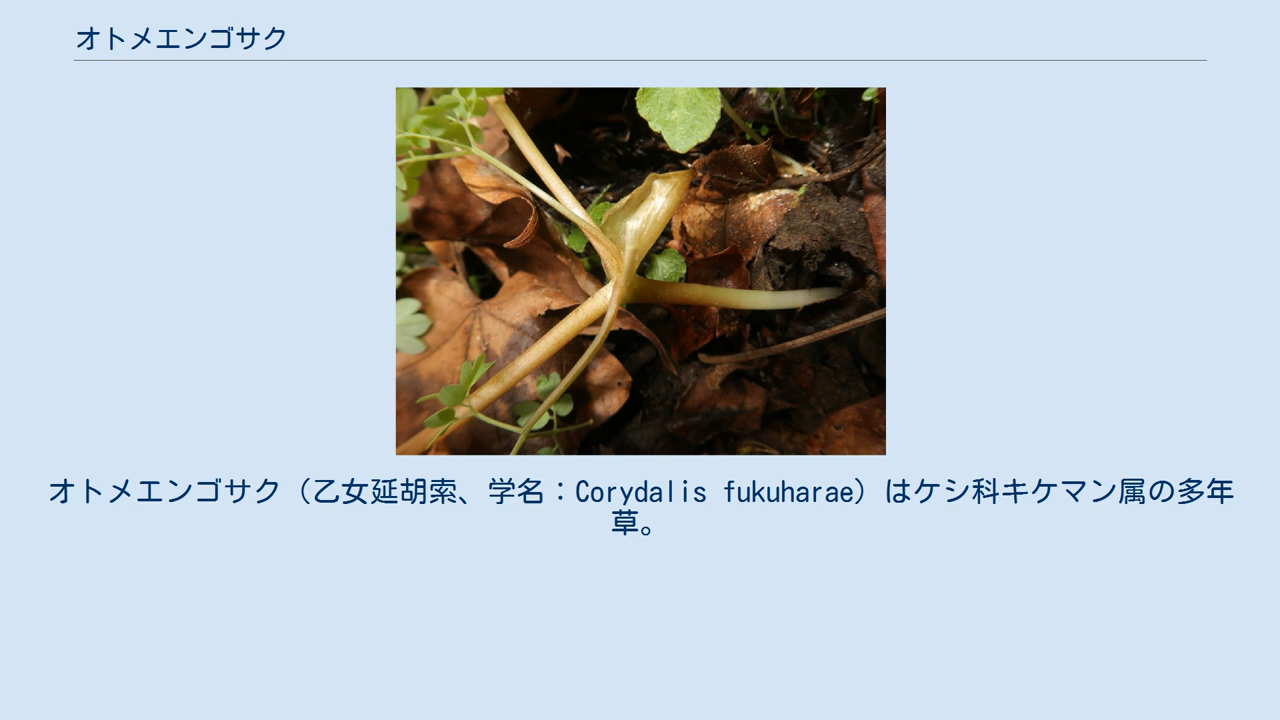 オトメエンゴサク
オトメエンゴサク（乙女延胡索、学名：Corydalis fukuharae）はケシ科キケマン属の多年
草。